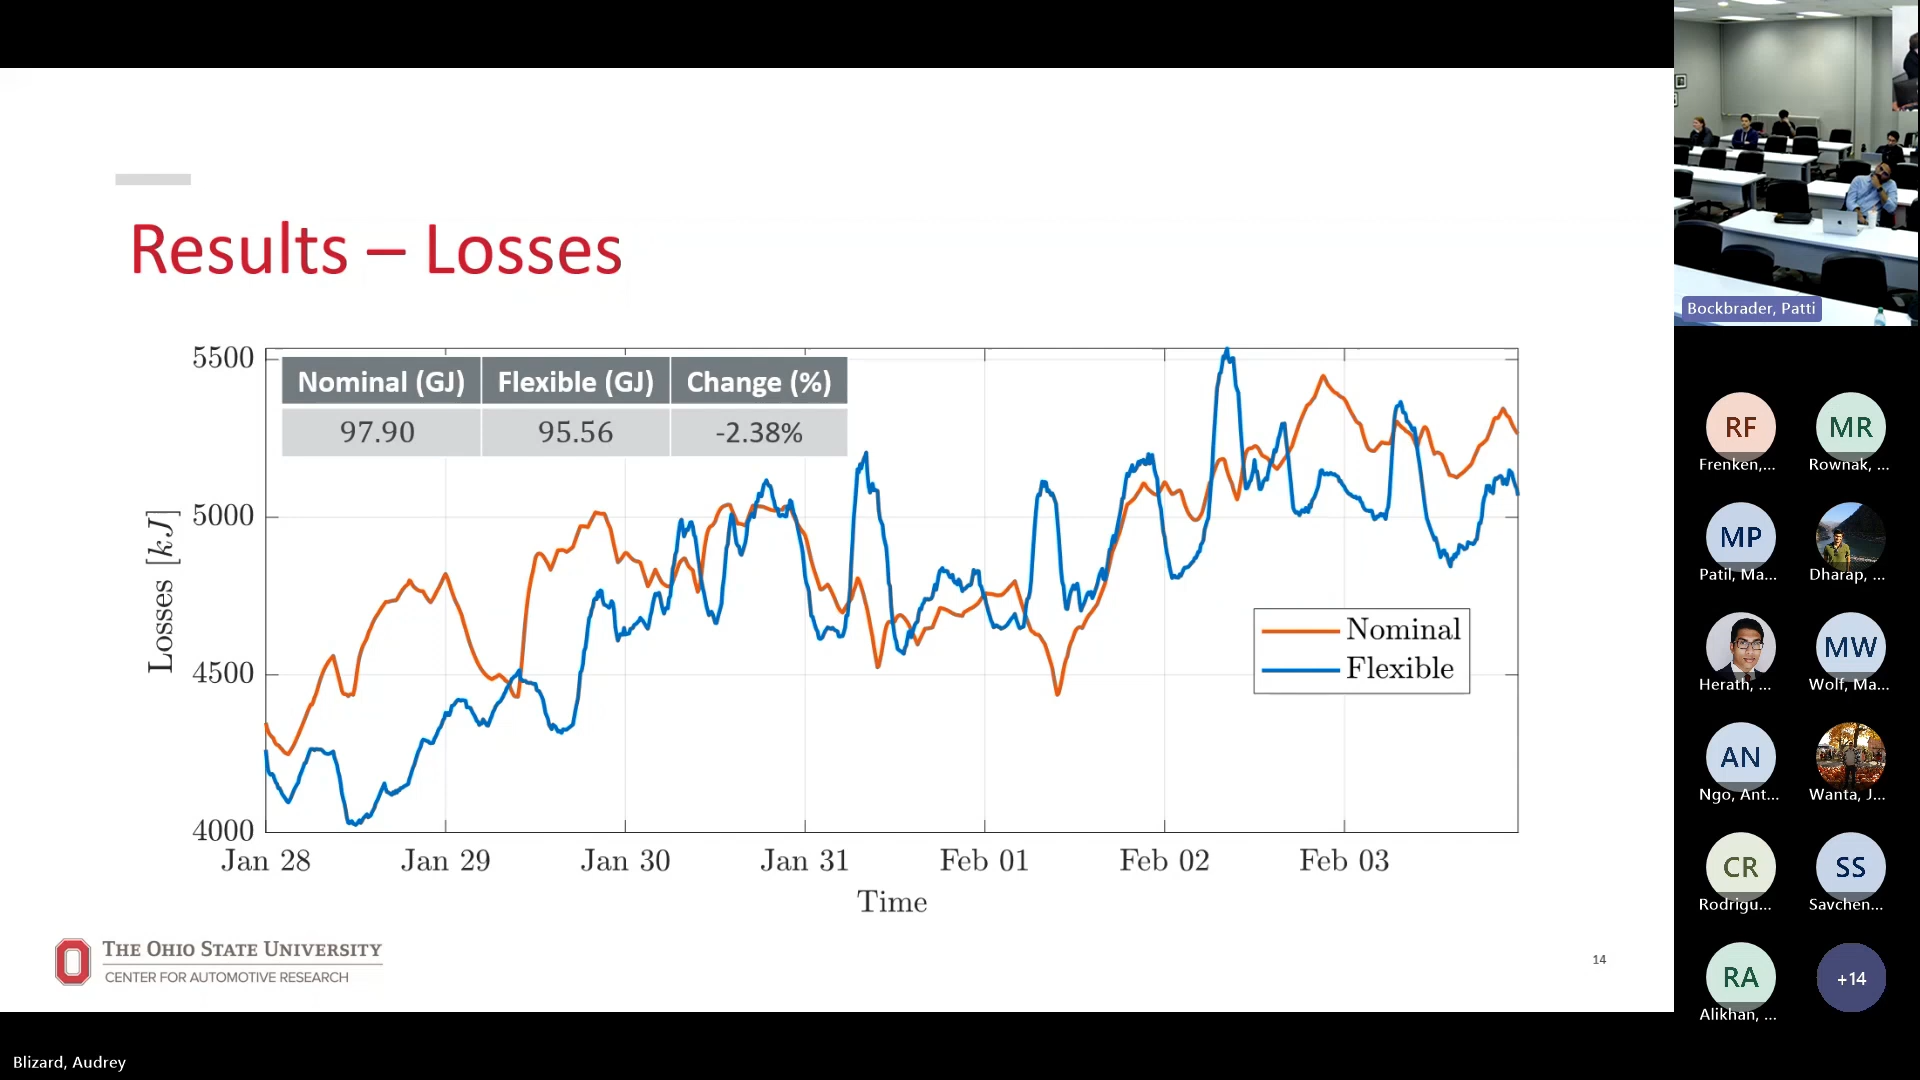 Results – Losses
Nominal (GJ) Flexible (GJ) Change (%)
97.90 95.56 -2.38%
5500
5000
4500
4000
Losses [kJ]
Nominal
Flexible
Jan 28 Jan 29 Jan 30 Jan 31 Feb 01 Feb 02 Feb 03
Time
THE OHIO STATE UNIVERSITY
CENTER FOR AUTOMOTIVE RESEARCH
14
Blizard, Audrey
Bockbrader, Patti
RF MR
Frenken,... Rownak, ...
MP
Patil, Ma... Dharap, ...
MW
Herath, ... Wolf, Ma...
AN
Ngo, Ant... Wanta, J...
CR SS
Rodrigu... Savchen...
RA +14
Alikhan, ...